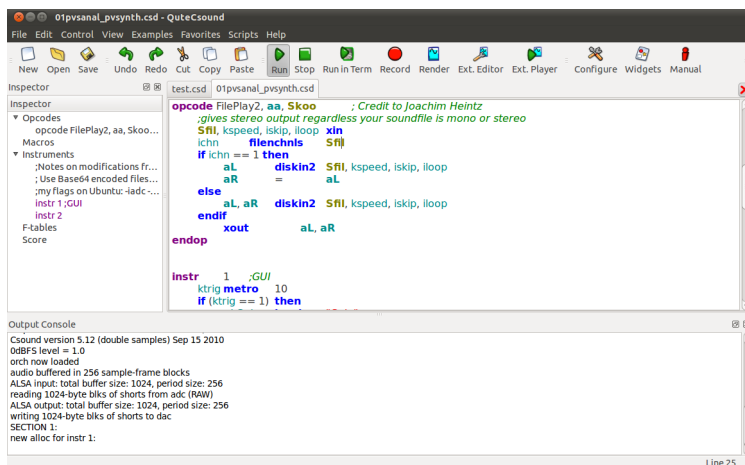 01pvsanal_pvsynth.csd - QuteCsound
File Edit Control View Examples Favorites Scripts Help
New Open Save Undo Redo Cut Copy Paste Run Stop Run in Term Record Render Ext. Editor Ext. Player Configure Widgets Manual
Inspector
test.csd 01pvsanal_pvsynth.csd
Inspector
Opcodes
opcode FilePlay2, aa, Skoo...
Macros
Instruments
;Notes on modifications fr...
; Use Base64 encoded files...
;my flags on Ubuntu: -iadc -...
instr 1 ;GUI
instr 2
F-tables
Score
opcode FilePlay2, aa, Skoo ; Credit to Joachim Heintz
;gives stereo output regardless your soundfile is mono or stereo
Sfil, kspeed, iskip, iloop xin
ichn filenchnls Sfil
if ichn == 1 then
aL diskin2 Sfil, kspeed, iskip, iloop
aR = aL
else
aL, aR diskin2 Sfil, kspeed, iskip, iloop
endif
xout aL, aR
endop
instr 1 ;GUI
ktrig metro 10
if (ktrig == 1) then
Output Console
Csound version 5.12 (double samples) Sep 15 2010
0dBFS level = 1.0
orch now loaded
audio buffered in 256 sample-frame blocks
ALSA input: total buffer size: 1024, period size: 256
reading 1024-byte blks of shorts from adc (RAW)
ALSA output: total buffer size: 1024, period size: 256
writing 1024-byte blks of shorts to dac
SECTION 1:
new alloc for instr 1:
Line 25